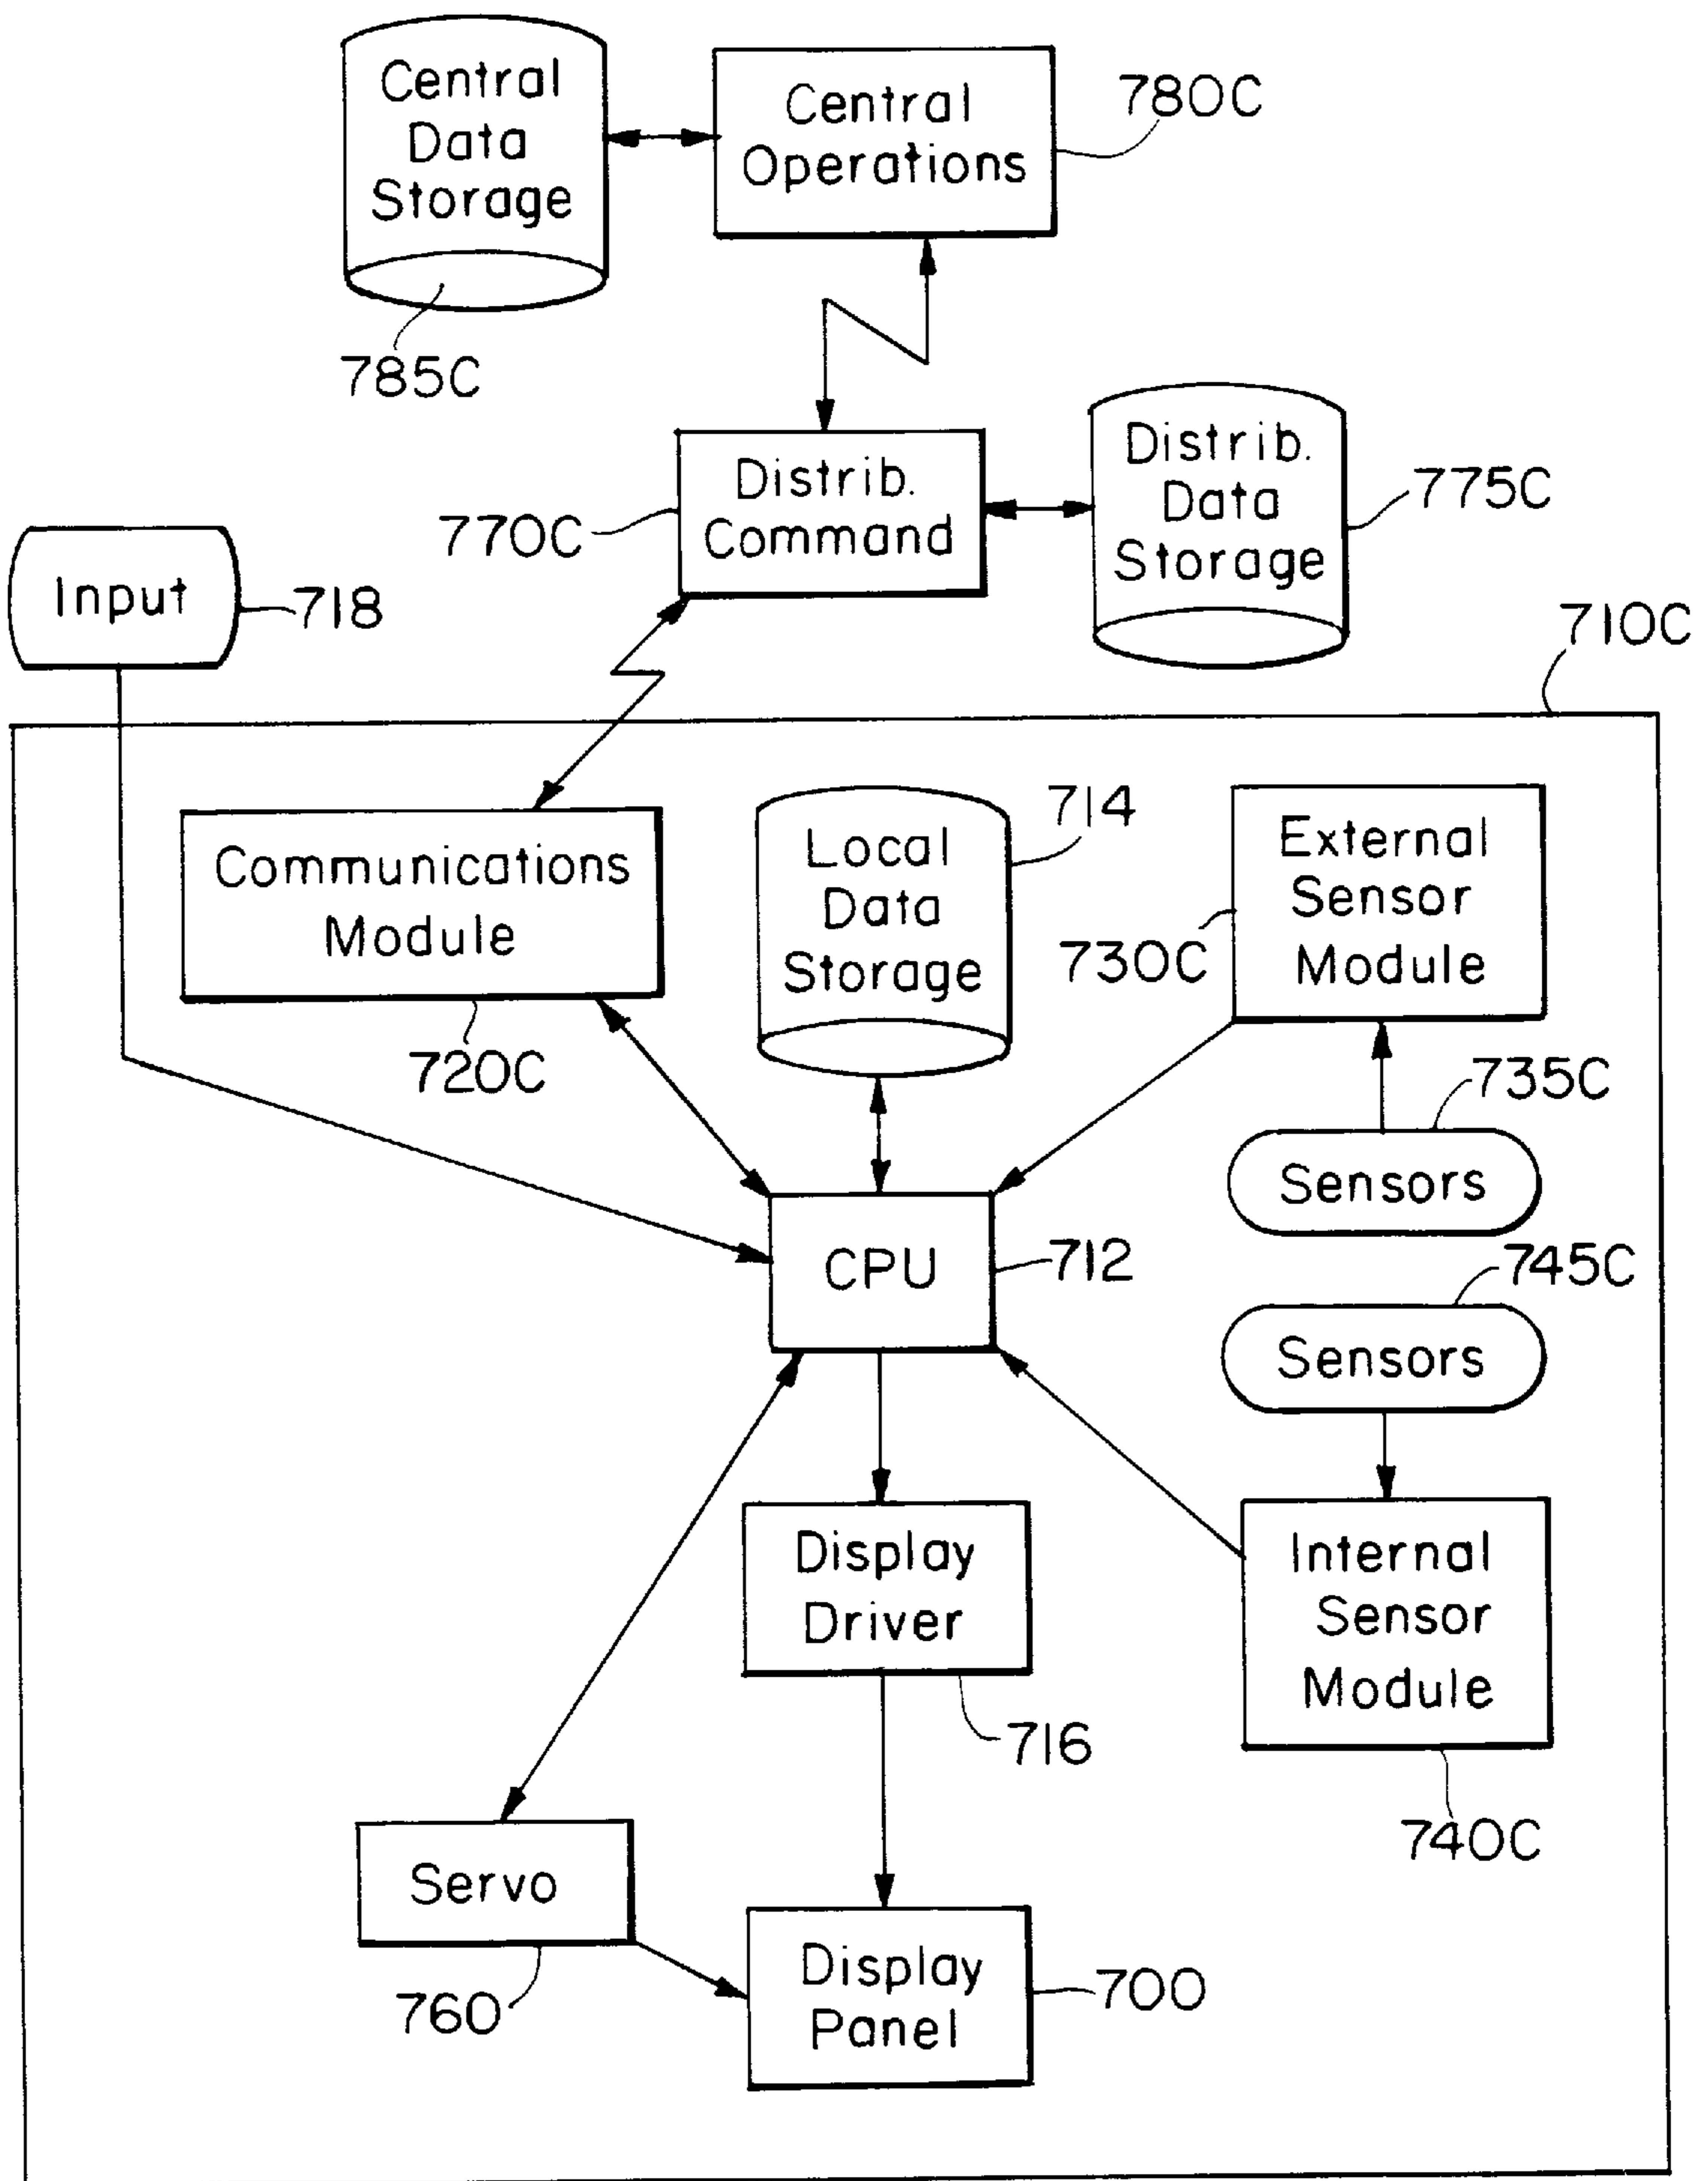 Central
Data
Storage
Central
Operations
780C
785C
Distrib.
Command
770C
Distrib.
Data
Storage
775C
Input
718
710C
Communications
Module
720C
Local
Data
Storage
714
External
Sensor
Module
730C
735C
Sensors
CPU
712
745C
Sensors
Display
Driver
716
Internal
Sensor
Module
740C
Servo
760
Display
Panel
700